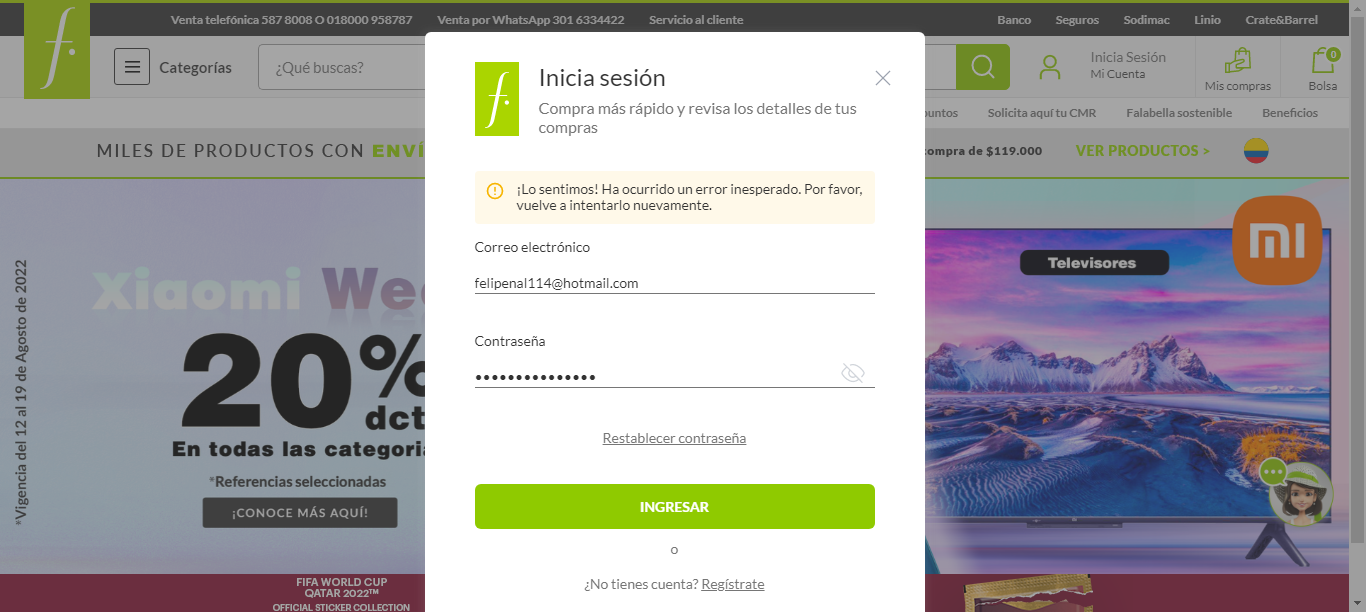 Venta telefónica 587 8008 O 018000 958787
Venta por WhatsApp 301 6334422
Servicio al cliente
Banco
Seguros
Sodimac
Linio
Crate&Barrel
f.
Categorías
¿Qué buscas?
Inicia Sesión
Mi Cuenta
Mis compras
0
Bolsa
Solicita aquí tu CMR
Falabella sostenible
Beneficios
MILES DE PRODUCTOS CON ENVÍ
compra de $119.000
VER PRODUCTOS >
f.
Inicia sesión
Compra más rápido y revisa los detalles de tus
compras
¡Lo sentimos! Ha ocurrido un error inesperado. Por favor,
vuelve a intentarlo nuevamente.
Correo electrónico
felipenal114@hotmail.com
Contraseña
•••••••••••••••
Restablecer contraseña
INGRESAR
o
¿No tienes cuenta? Regístrate
*Vigencia del 12 al 19 de Agosto de 2022
Xiaomi Wee
20%
dct
En todas las categoria
*Referencias seleccionadas
¡CONOCE MÁS AQUÍ!
mi
Televisores
FIFA WORLD CUP
QATAR 2022™
OFFICIAL STICKER COLLECTION